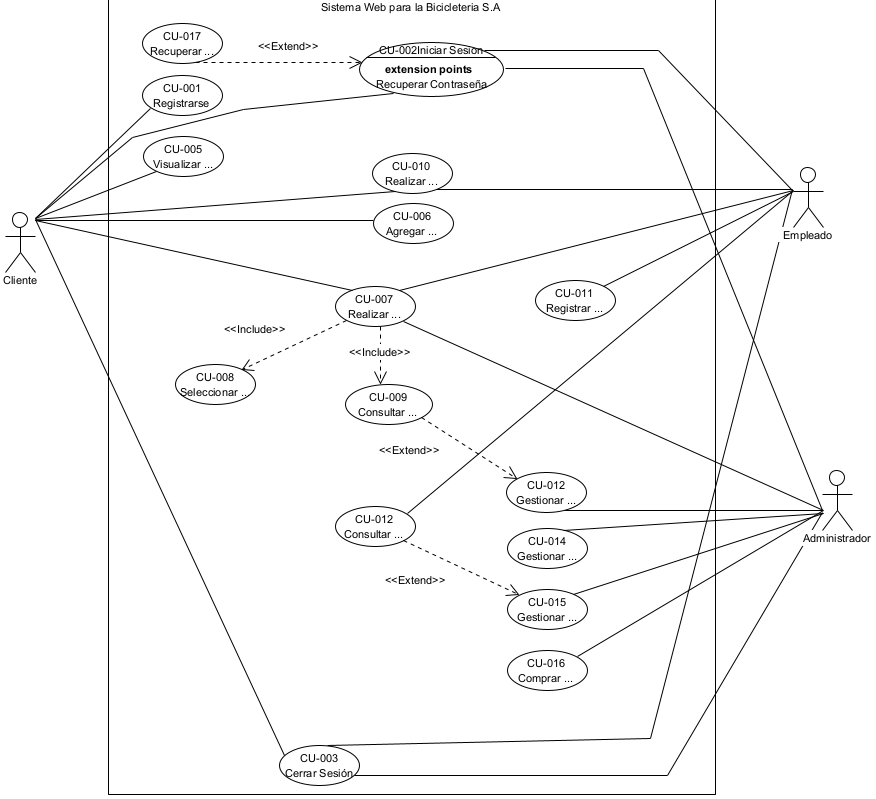 Sistema Web para la Bicicleteria S.A
CU-017
Recuperar ...
<<Extend>>
CU-002Iniciar Sesión
extension points
Recuperar Contraseña
CU-001
Registrarse
CU-005
Visualizar ...
CU-010
Realizar ...
CU-006
Agregar ...
Cliente
Empleado
CU-007
Realizar ...
CU-011
Registrar ...
<<Include>>
<<Include>>
CU-008
Seleccionar ...
CU-009
Consultar ...
<<Extend>>
CU-012
Gestionar ...
CU-012
Consultar ...
CU-014
Gestionar ...
Administrador
<<Extend>>
CU-015
Gestionar ...
CU-016
Comprar ...
CU-003
Cerrar Sesión